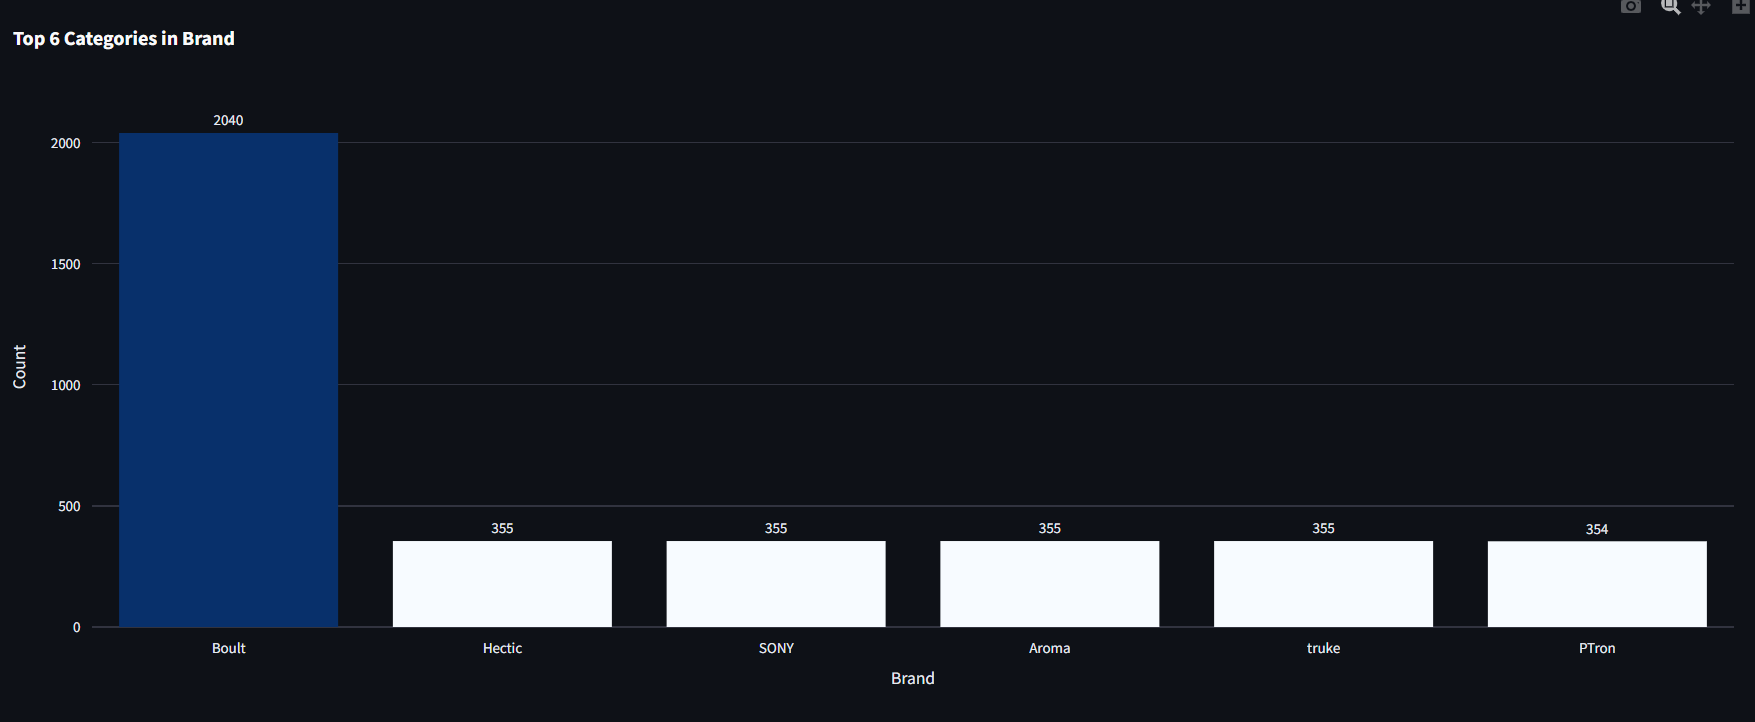 Top 6 Categories in Brand
2040
2000
1500
1000
500
0
Count
355
355
355
355
354
Boult
Hectic
SONY
Aroma
truke
PTron
Brand